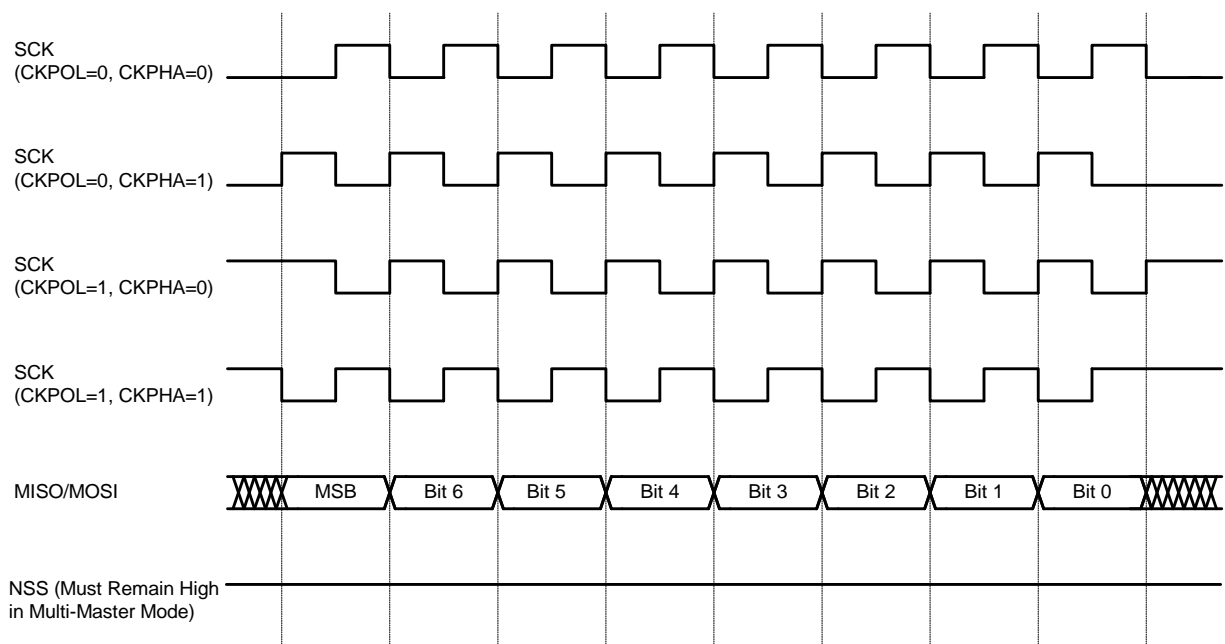 SCK
(CKPOL=0, CKPHA=0)
SCK
(CKPOL=0, CKPHA=1)
SCK
(CKPOL=1, CKPHA=0)
SCK
(CKPOL=1, CKPHA=1)
MISO/MOSI MSB Bit 6 Bit 5 Bit 4 Bit 3 Bit 2 Bit 1 Bit 0
NSS (Must Remain High
in Multi-Master Mode)